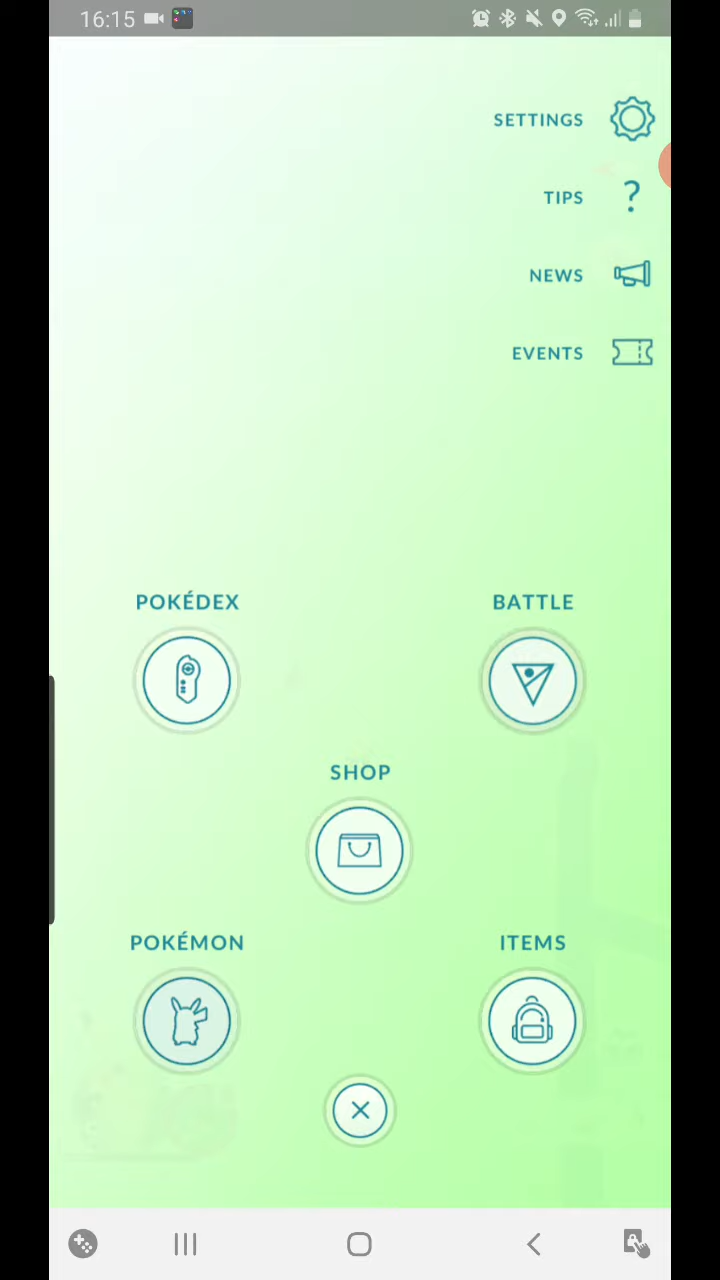 16:15
SETTINGS
TIPS
?
NEWS
EVENTS
POKÉDEX
BATTLE
SHOP
POKÉMON
ITEMS